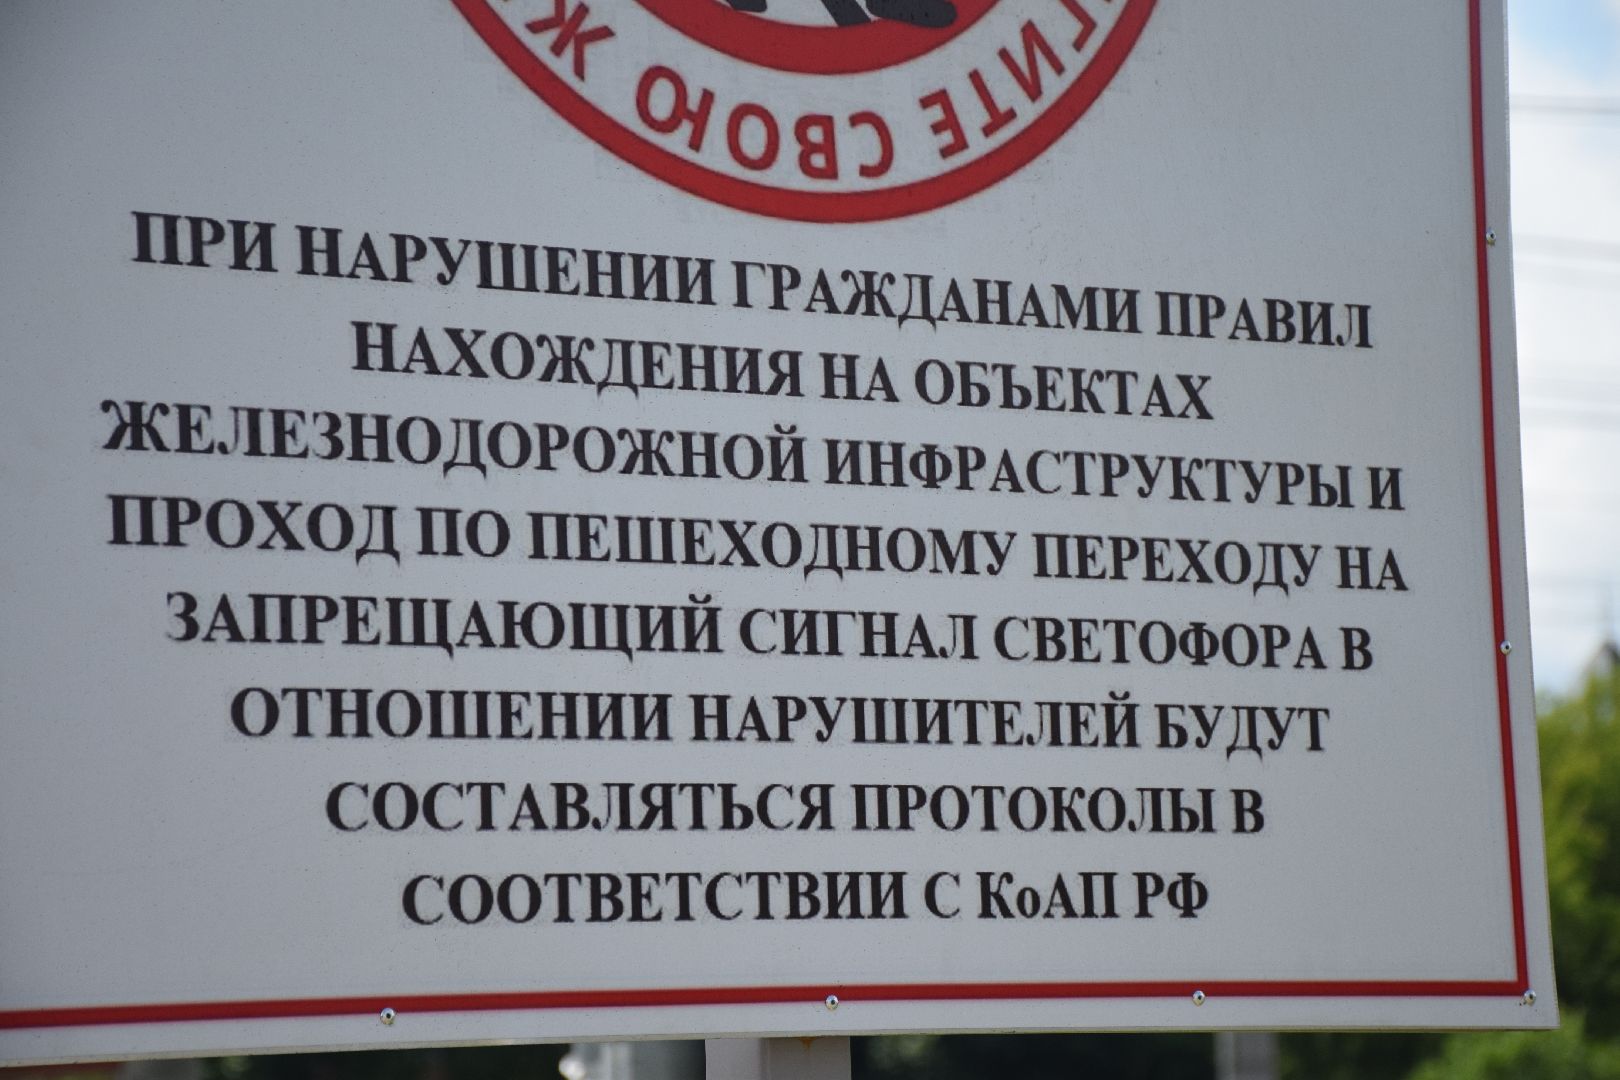 СВОЮ
ПРИ НАРУШЕНИИ ГРАЖДАНАМИ ПРАВИЛ
НАХОЖДЕНИЯ НА ОБЪЕКТАХ
ЖЕЛЕЗНОДОРОЖНОЙ ИНФРАСТРУКТУРЫ И
ПРОХОД ПО ПЕШЕХОДНОМУ ПЕРЕХОДУ НА
ЗАПРЕЩАЮЩИЙ СИГНАЛ СВЕТОФОРА В
ОТНОШЕНИИ НАРУШИТЕЛЕЙ БУДУТ
СОСТАВЛЯТЬСЯ ПРОТОКОЛЫ В
СООТВЕТСТВИИ С КоАП РФ